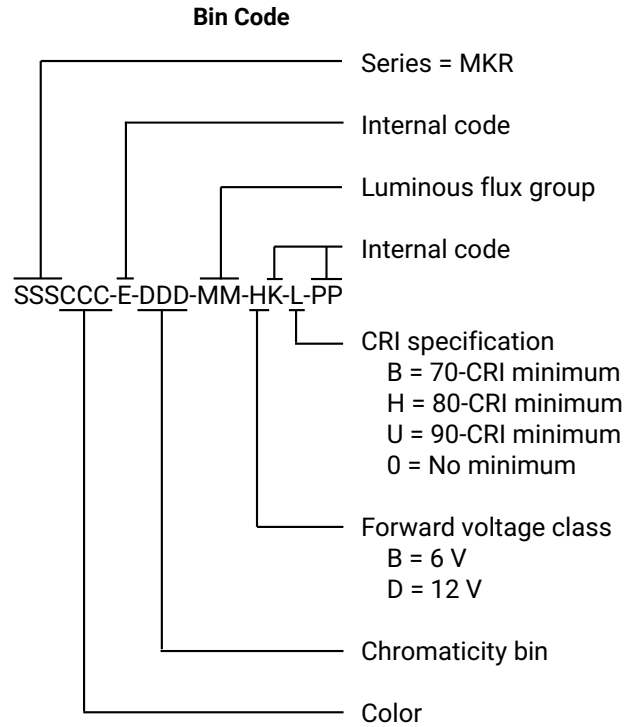 Bin Code
Series = MKR
Internal code
Luminous flux group
Internal code
SSSCCC-E-DDD-MM-HK-L-PP
CRI specification
B = 70-CRI minimum
H = 80-CRI minimum
U = 90-CRI minimum
0 = No minimum
Forward voltage class
B = 6 V
D = 12 V
Chromaticity bin
Color